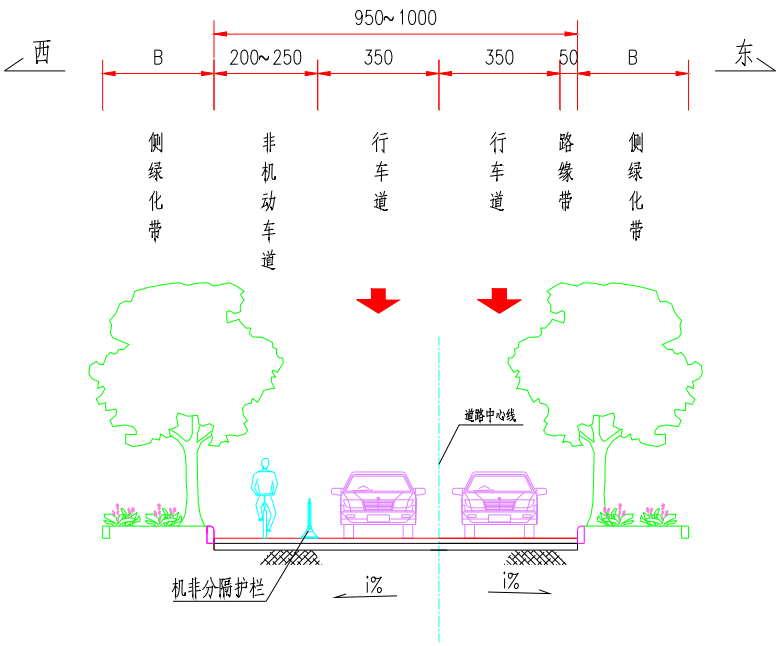 950~1000
西
东
B
200~250
350
350
50
B
侧绿化带
非机动车道
行车道
行车道
路缘带
侧绿化带
道路中心线
机非分隔护栏
i%
i%